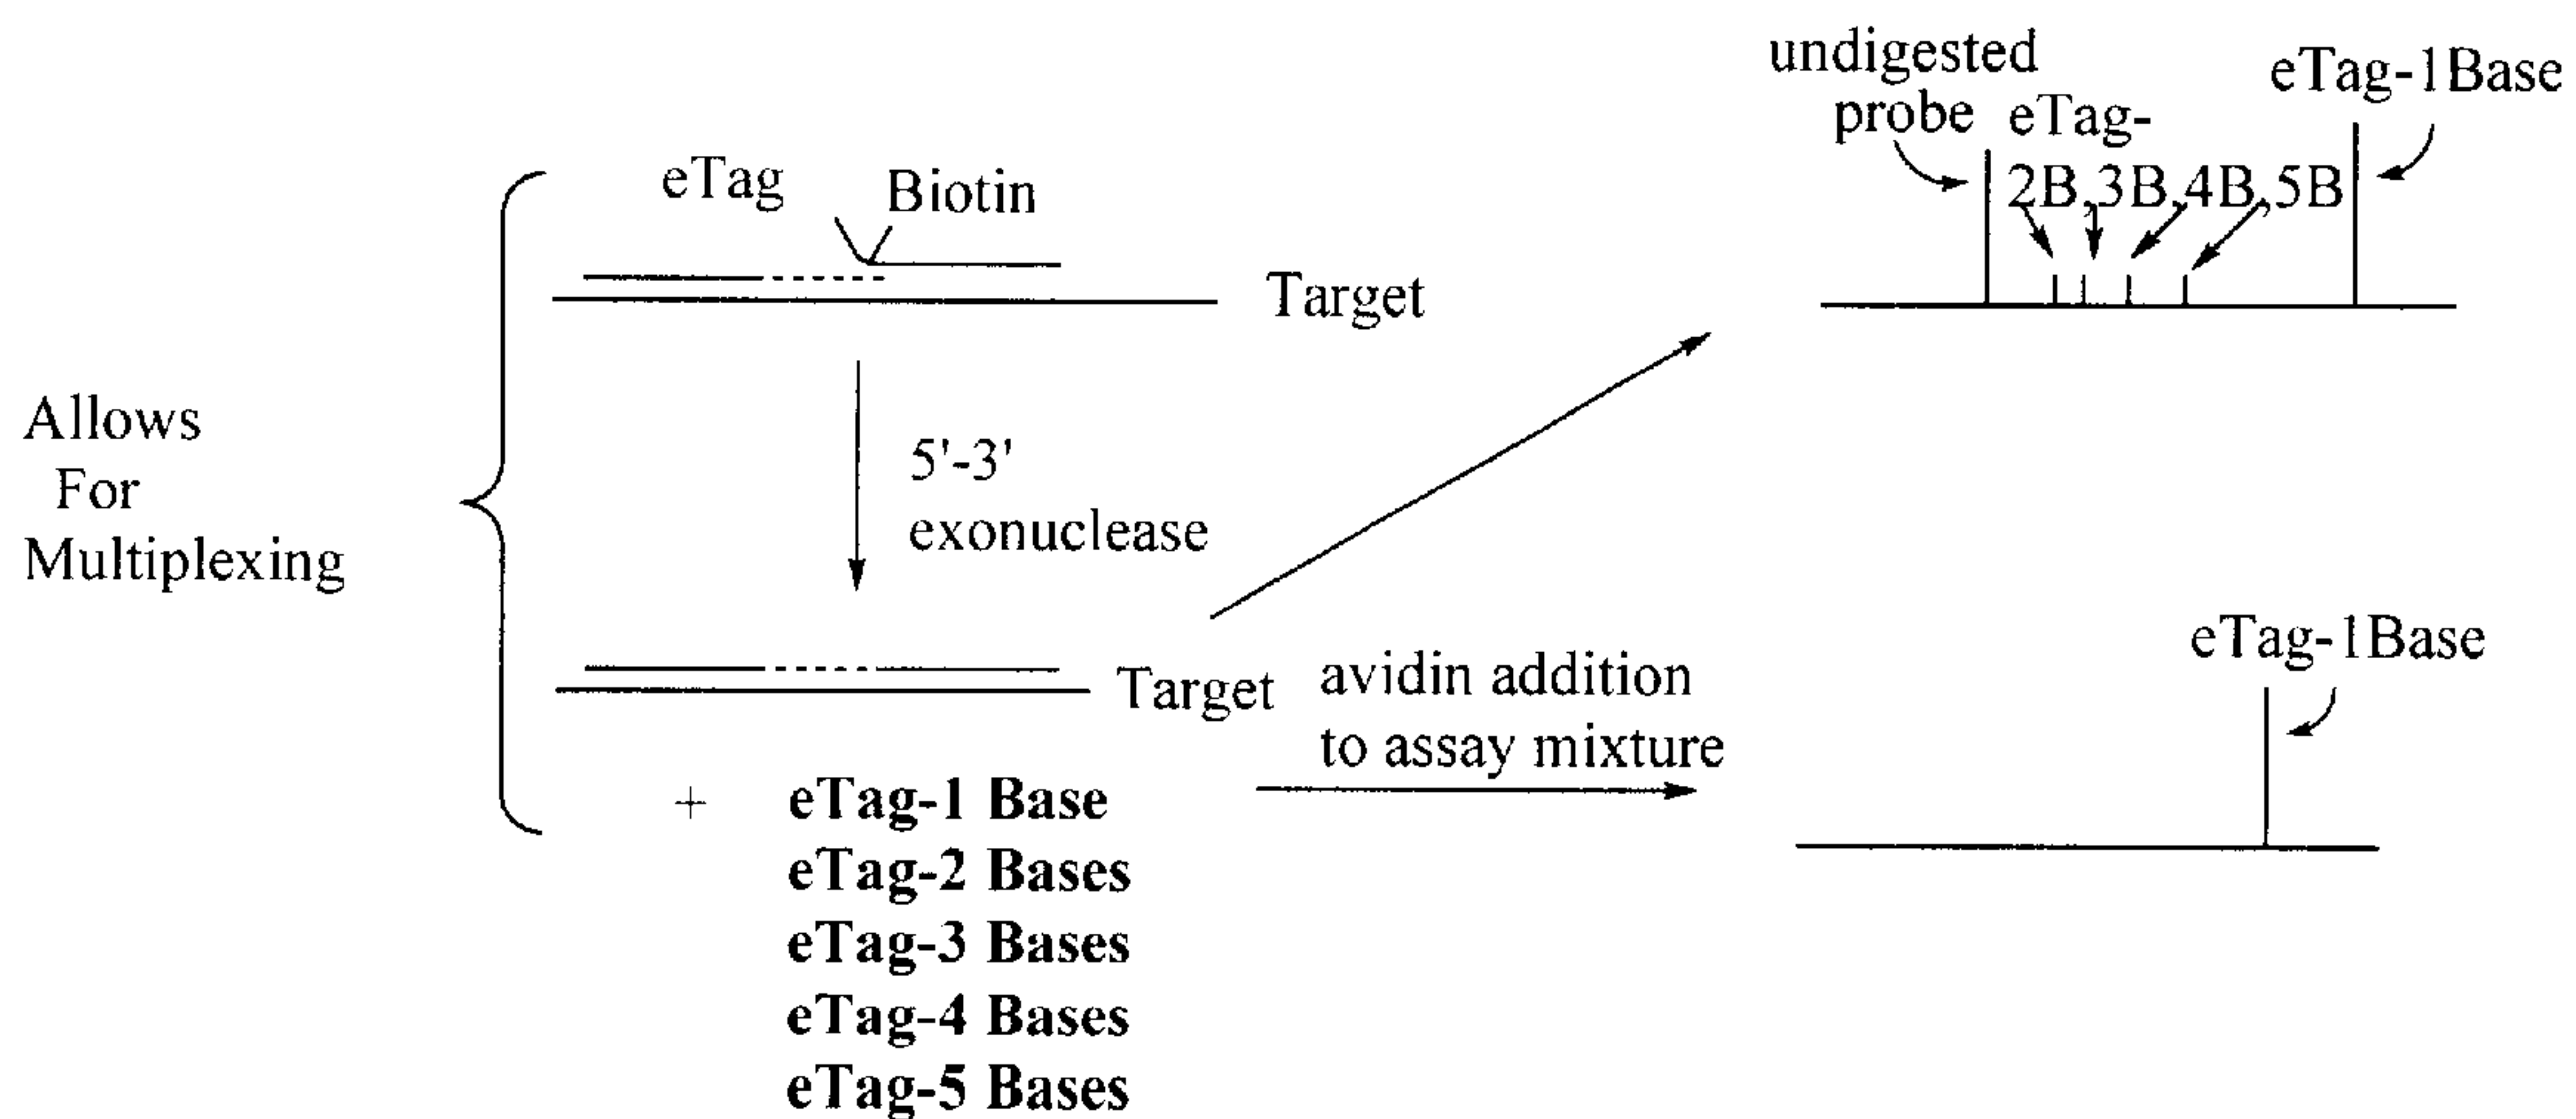 Allows
For
Multiplexing
eTag
Biotin
Target
5'-3'
exonuclease
Target
+ eTag-1 Base
eTag-2 Bases
eTag-3 Bases
eTag-4 Bases
eTag-5 Bases
avidin addition
to assay mixture
undigested
probe
eTag-
2B,3B,4B,5B
eTag-1Base
eTag-1Base